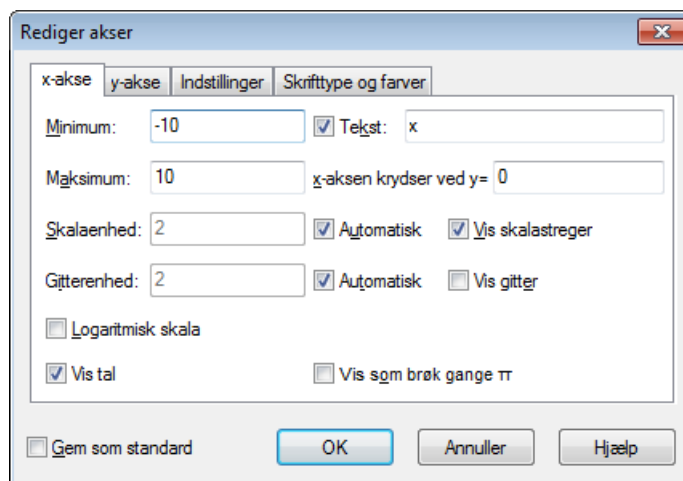 Rediger akser
x-akse y-akse Indstillinger Skrifttype og farver
Minimum: -10 Tekst: x
Maksimum: 10 x-aksen krydser ved y= 0
Skalaenhed: 2 Automatisk Vis skalastreger
Gitterenhed: 2 Automatisk Vis gitter
Logaritmisk skala
Vis tal Vis som brøk gange π
Gem som standard OK Annuller Hjælp